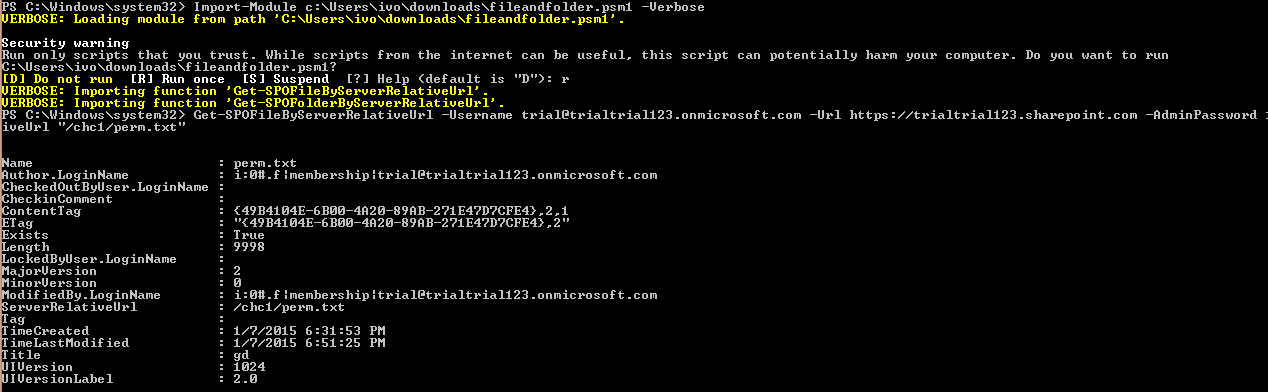 PS C:\Windows\system32> Import-Module c:\Users\ivo\downloads\fileandfolder.psm1 -Verbose
VERBOSE: Loading module from path 'C:\Users\ivo\downloads\fileandfolder.psm1'.
Security warning
Run only scripts that you trust. While scripts from the internet can be useful, this script can potentially harm your computer. Do you want to run
C:\Users\ivo\downloads\fileandfolder.psm1?
[D] Do not run  [R] Run once  [S] Suspend  [?] Help (default is "D"): r
VERBOSE: Importing function 'Get-SPOFileByServerRelativeUrl'.
VERBOSE: Importing function 'Get-SPOFolderByServerRelativeUrl'.
PS C:\Windows\system32> Get-SPOFileByServerRelativeUrl -Username trial@trialtrial123.onmicrosoft.com -Url https://trialtrial123.sharepoint.com -AdminPassword
iveUrl "/chc1/perm.txt"
Name : perm.txt
Author.LoginName : i:0#.f|membership|trial@trialtrial123.onmicrosoft.com
CheckedOutByUser.LoginName :
CheckinComment :
ContentTag : {49B4104E-6B00-4A20-89AB-271E47D7CFE4},2,1
ETag : "{49B4104E-6B00-4A20-89AB-271E47D7CFE4},2"
Exists : True
Length : 9998
LockedByUser.LoginName :
MajorVersion : 2
MinorVersion : 0
ModifiedBy.LoginName : i:0#.f|membership|trial@trialtrial123.onmicrosoft.com
ServerRelativeUrl : /chc1/perm.txt
Tag :
TimeCreated : 1/7/2015 6:31:53 PM
TimeLastModified : 1/7/2015 6:51:25 PM
Title : gd
UIVersion : 1024
UIVersionLabel : 2.0